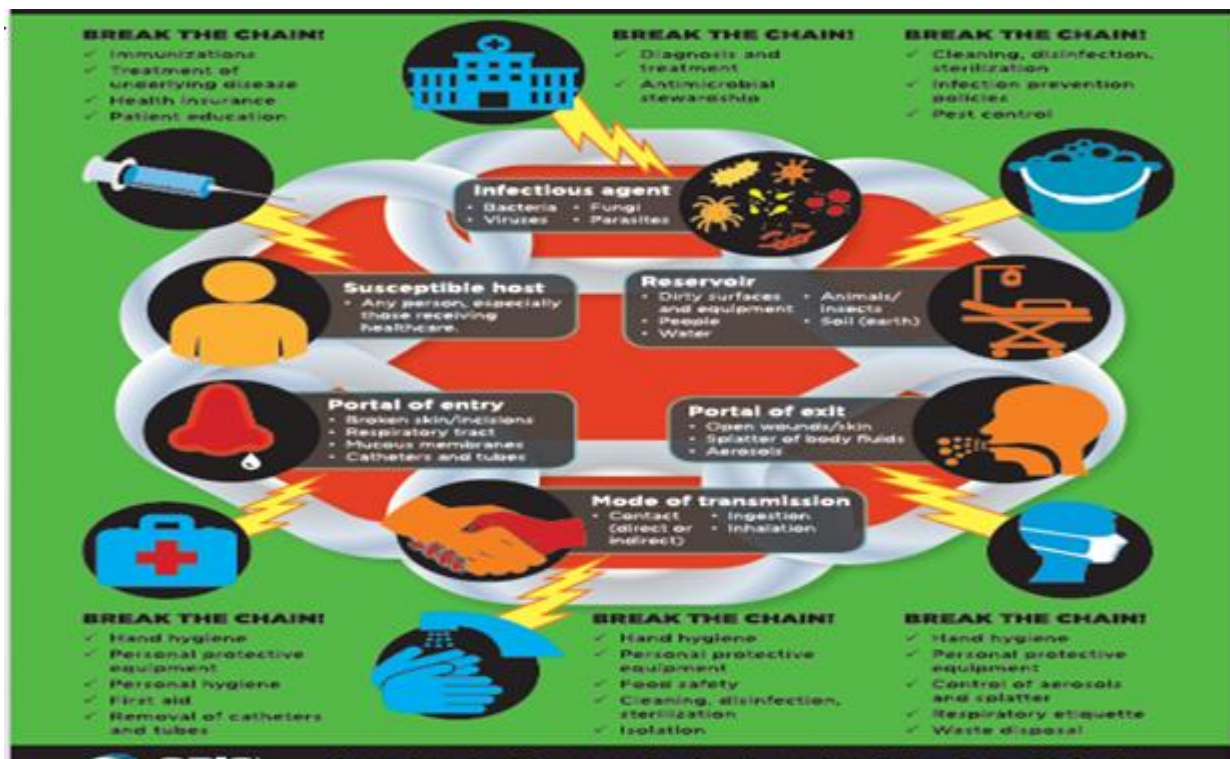 BREAK THE CHAIN!
✓ Immunizations
✓ Treatment of
underlying disease
✓ Health insurance
✓ Patient education
BREAK THE CHAIN!
✓ Diagnosis and
treatment
✓ Antimicrobial
stewardship
BREAK THE CHAIN!
✓ Cleaning, disinfection,
sterilization
✓ Infection prevention
policies
✓ Pest control
Infectious agent
• Bacteria • Fungi
• Viruses • Parasites
Susceptible host
• Any person, especially
those receiving
healthcare.
Reservoir
• Dirty surfaces
and equipment
• People
• Water
• Animals/
insects
• Soil (earth)
Portal of entry
• Broken skin/incisions
• Respiratory tract
• Mucous membranes
• Catheters and tubes
Portal of exit
• Open wounds/skin
• Splatter of body fluids
• Aerosols
Mode of transmission
• Contact
(direct or
indirect)
• Ingestion
• Inhalation
BREAK THE CHAIN!
✓ Hand hygiene
✓ Personal protective
equipment
✓ Personal hygiene
✓ First aid
✓ Removal of catheters
and tubes
BREAK THE CHAIN!
✓ Hand hygiene
✓ Personal protective
equipment
✓ Food safety
✓ Cleaning, disinfection,
sterilization
✓ Isolation
BREAK THE CHAIN!
✓ Hand hygiene
✓ Personal protective
equipment
✓ Control of aerosols
and splatter
✓ Respiratory etiquette
✓ Waste disposal